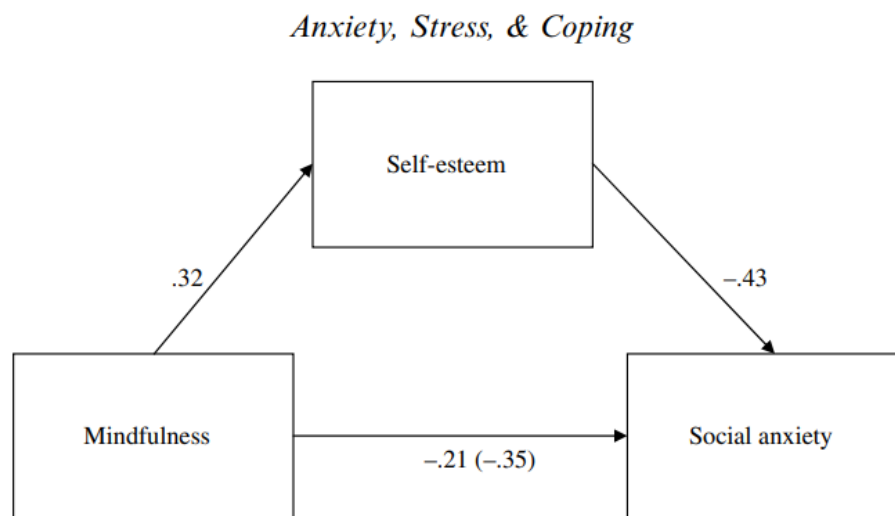 Anxiety, Stress, & Coping
Self-esteem
.32
–.43
Mindfulness
Social anxiety
–.21 (–.35)